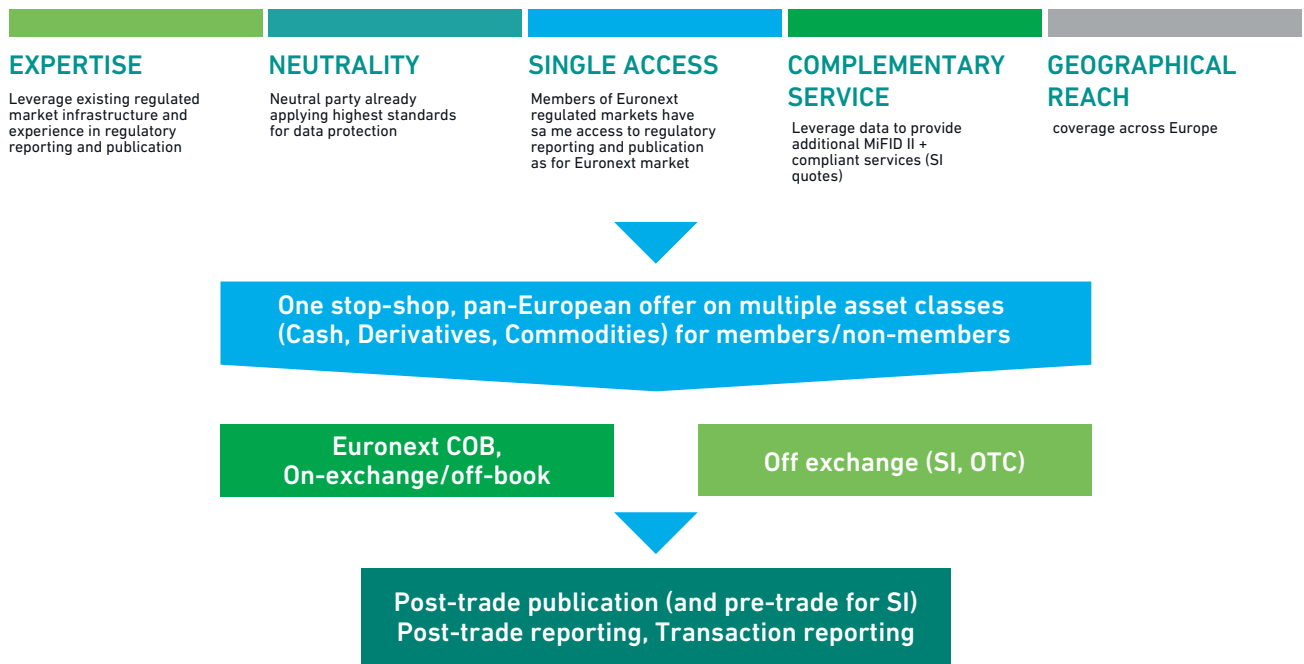 EXPERTISE
Leverage existing regulated
market infrastructure and
experience in regulatory
reporting and publication
NEUTRALITY
Neutral party already
applying highest standards
for data protection
SINGLE ACCESS
Members of Euronext
regulated markets have
sa me access to regulatory
reporting and publication
as for Euronext market
COMPLEMENTARY
SERVICE
Leverage data to provide
additional MiFID II +
compliant services (SI
quotes)
GEOGRAPHICAL
REACH
coverage across Europe
One stop-shop, pan-European offer on multiple asset classes
(Cash, Derivatives, Commodities) for members/non-members
Euronext COB,
On-exchange/off-book
Off exchange (SI, OTC)
Post-trade publication (and pre-trade for SI)
Post-trade reporting, Transaction reporting